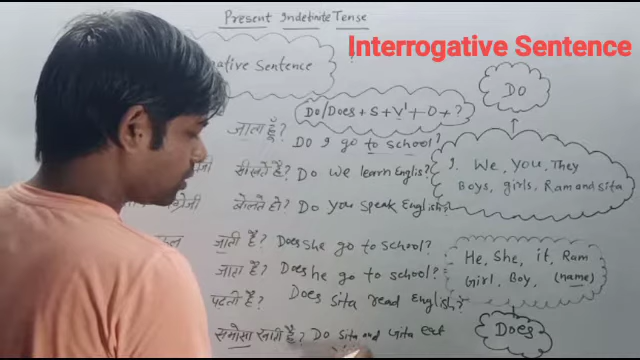 Present Indefinite Tense
Interrogative Sentence
ative Sentence
Do
Do/Does + S + V¹ + O + ?
जाता हूँ? Do I go to school?
I, We, You, They
Boys, girls, Ram and Sita
सीखते हैं? Do we learn English?
बोलते हो? Do you speak English?
जाती है? Does she go to school?
He, She, it, Ram
Girl, Boy, (name)
जाता है? Does he go to school?
पढ़ती है? Does Sita read English?
Does
समोसा खाती हैं? Do Sita and Gita eat